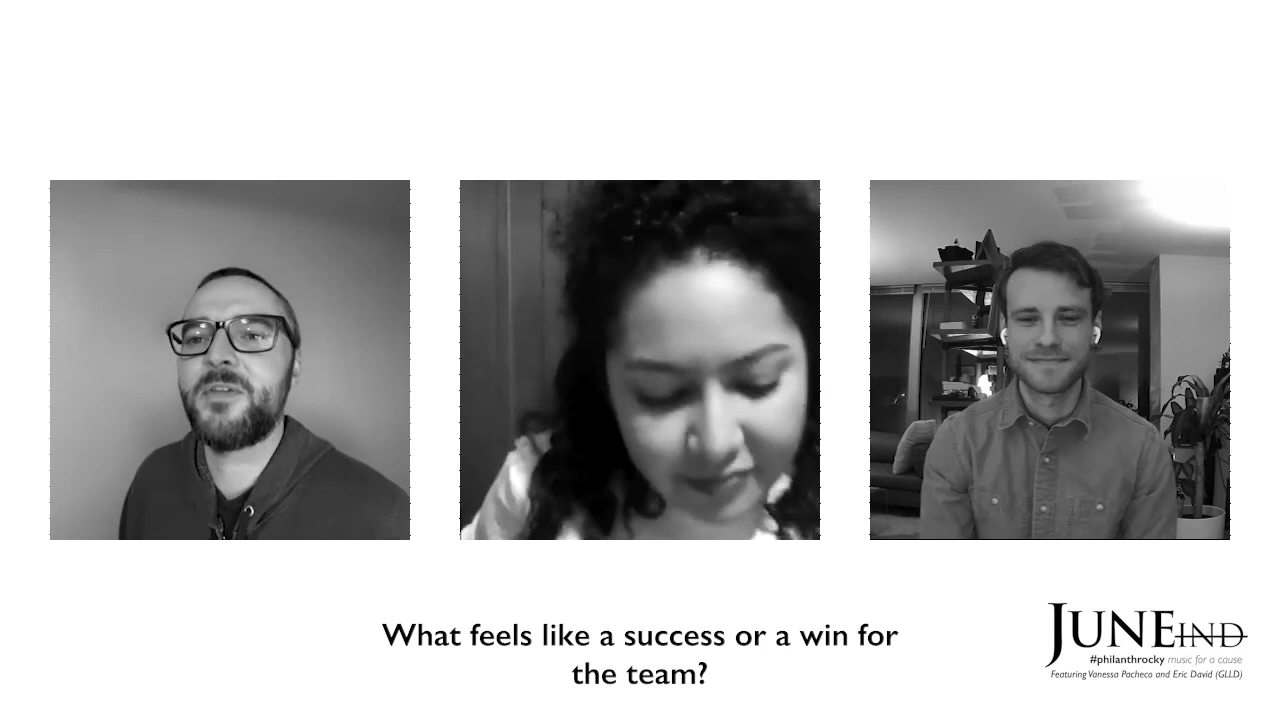 What feels like a success or a win for
the team?
JUNEIND
#philanthrocky music for a cause
Featuring Vanessa Pacheco and Eric David (GLLD)